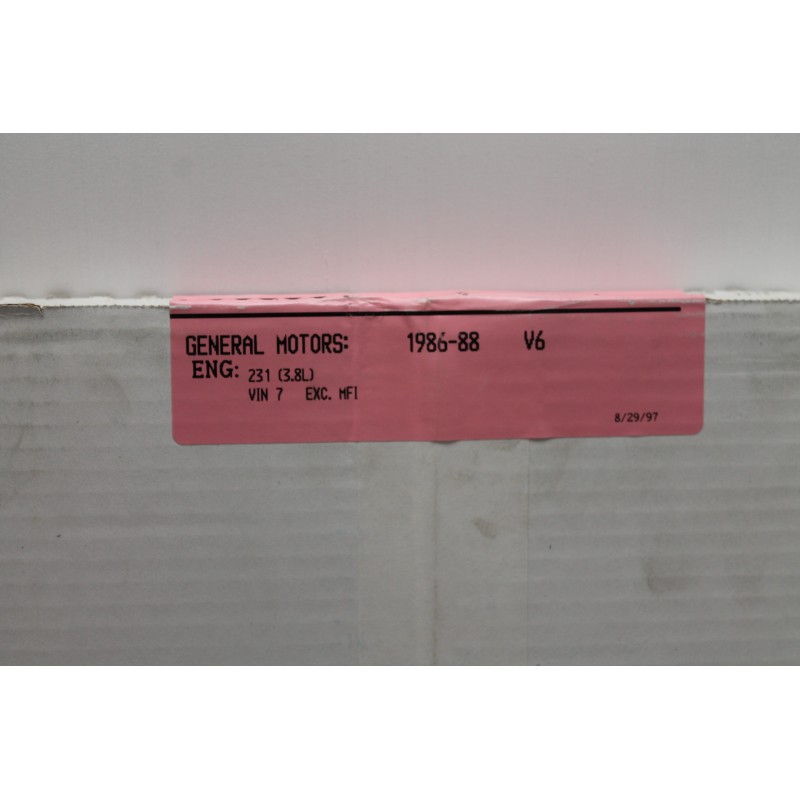 GENERAL MOTORS: 1986-88 V6
ENG: 231 (3.8L)
VIN 7 EXC. MFI
8/29/97